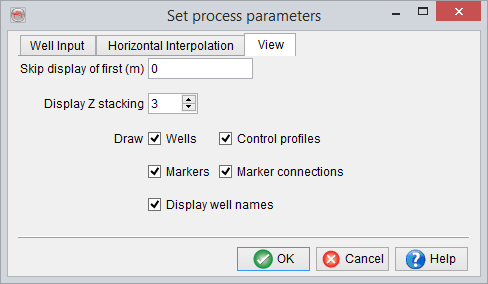 Set process parameters
Well Input Horizontal Interpolation View
Skip display of first (m) 0
Display Z stacking 3
Draw Wells Control profiles
Markers Marker connections
Display well names
OK Cancel Help